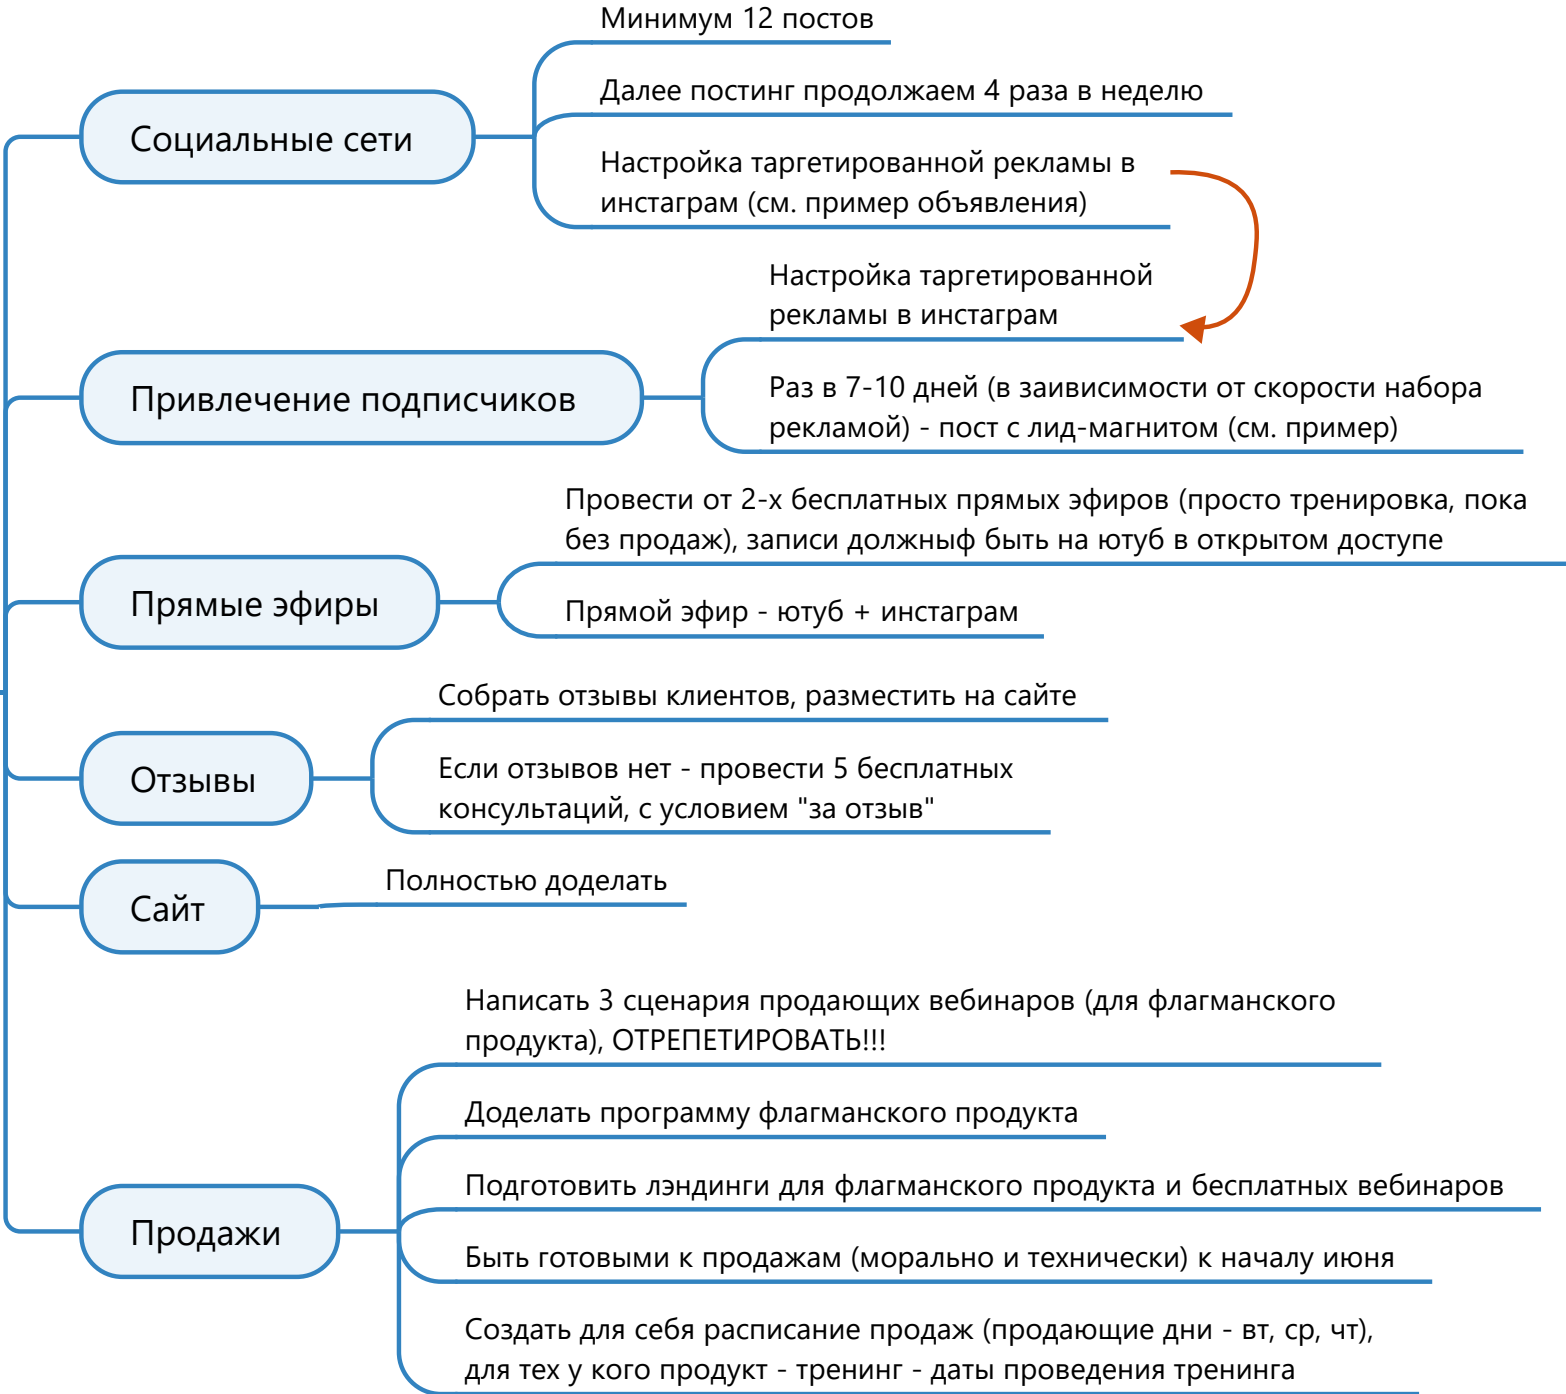 Социальные сети
Минимум 12 постов
Далее постинг продолжаем 4 раза в неделю
Настройка таргетированной рекламы в
инстаграм (см. пример объявления)
Привлечение подписчиков
Настройка таргетированной
рекламы в инстаграм
Раз в 7-10 дней (в заивисимости от скорости набора
рекламой) - пост с лид-магнитом (см. пример)
Прямые эфиры
Провести от 2-х бесплатных прямых эфиров (просто тренировка, пока
без продаж), записи должныф быть на ютуб в открытом доступе
Прямой эфир - ютуб + инстаграм
Отзывы
Собрать отзывы клиентов, разместить на сайте
Если отзывов нет - провести 5 бесплатных
консультаций, с условием "за отзыв"
Сайт
Полностью доделать
Продажи
Написать 3 сценария продающих вебинаров (для флагманского
продукта), ОТРЕПЕТИРОВАТЬ!!!
Доделать программу флагманского продукта
Подготовить лэндинги для флагманского продукта и бесплатных вебинаров
Быть готовыми к продажам (морально и технически) к началу июня
Создать для себя расписание продаж (продающие дни - вт, ср, чт),
для тех у кого продукт - тренинг - даты проведения тренинга